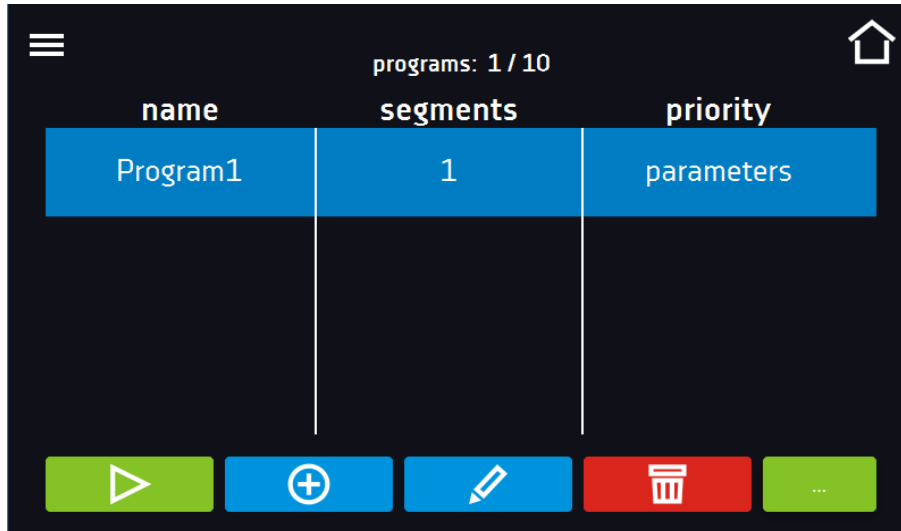 programs: 1 / 10
name segments priority
Program1 1 parameters
...